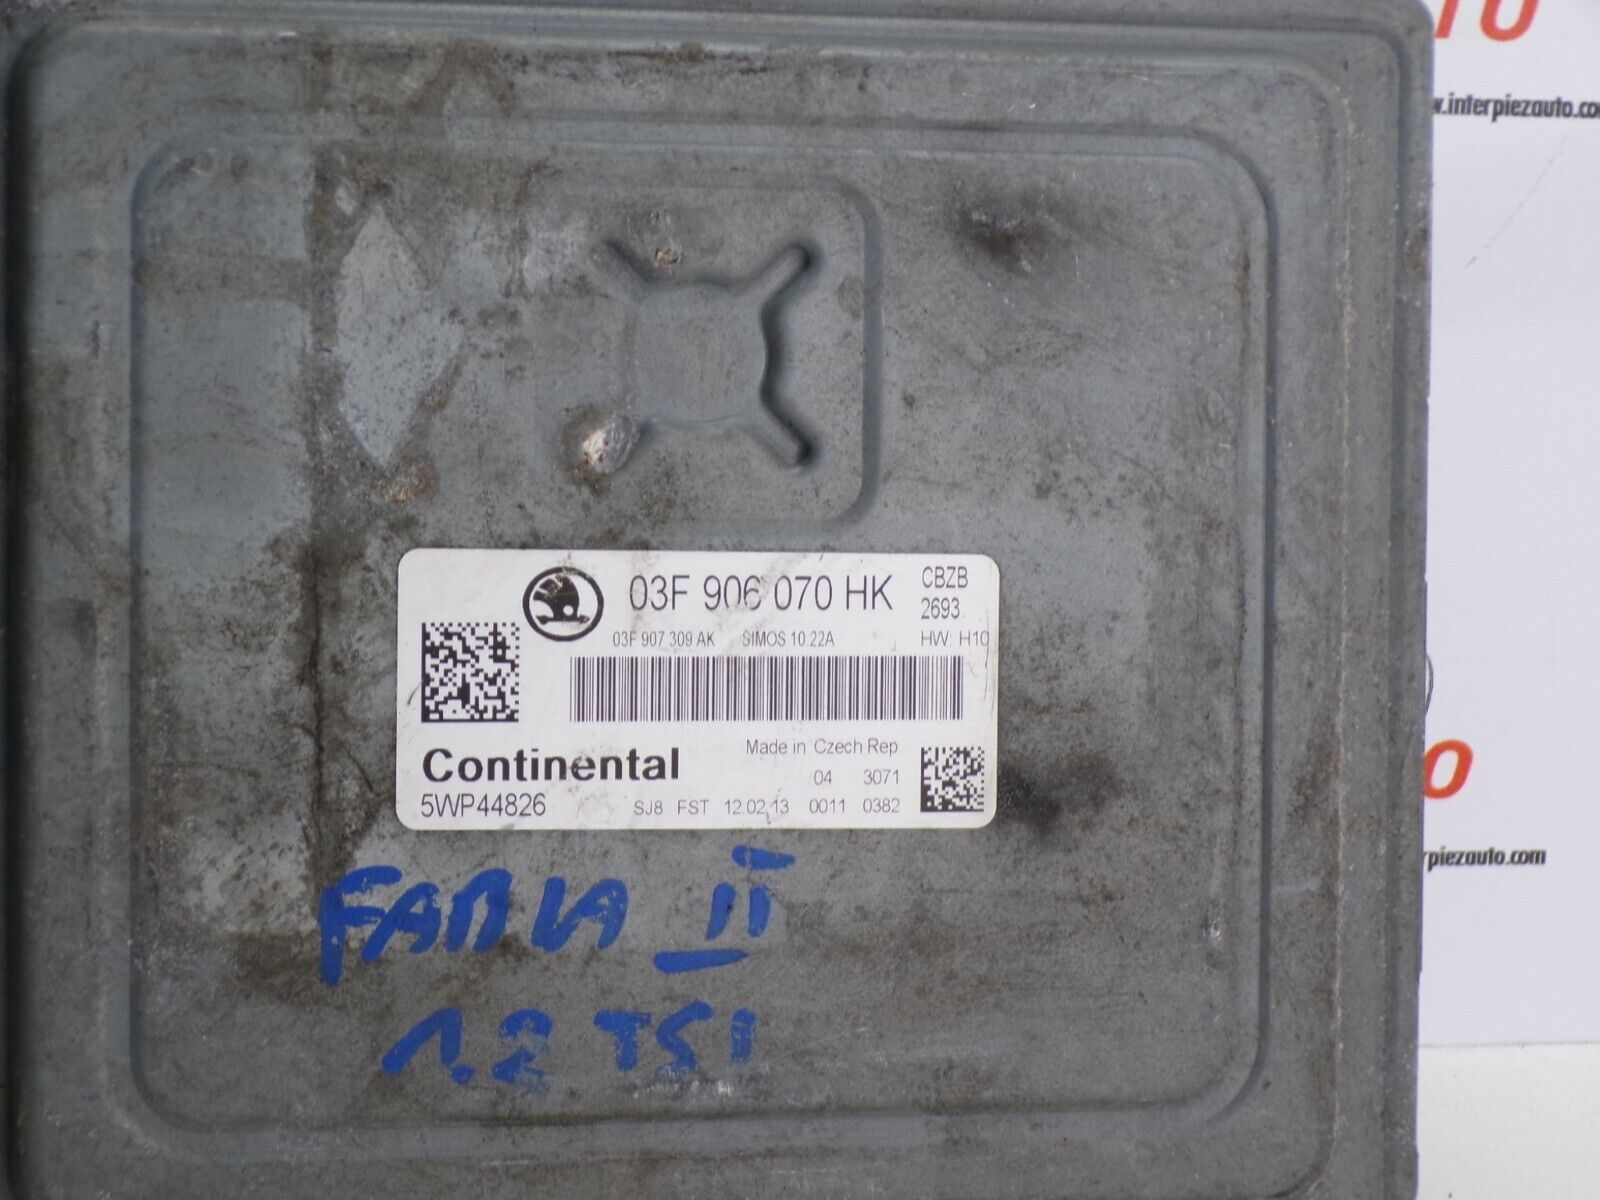 TO
w.interpiezauto.co
03F 906 070 HK
CBZB
2693
03F 907 309 AK SIMOS 10.22A HW: H10
Continental
Made in Czech Rep.
04 3071
5WP44826
SJ8 FST 12.02.13 0011 0382
FABIA II
1.2 TSI
o
rpiezauto.com